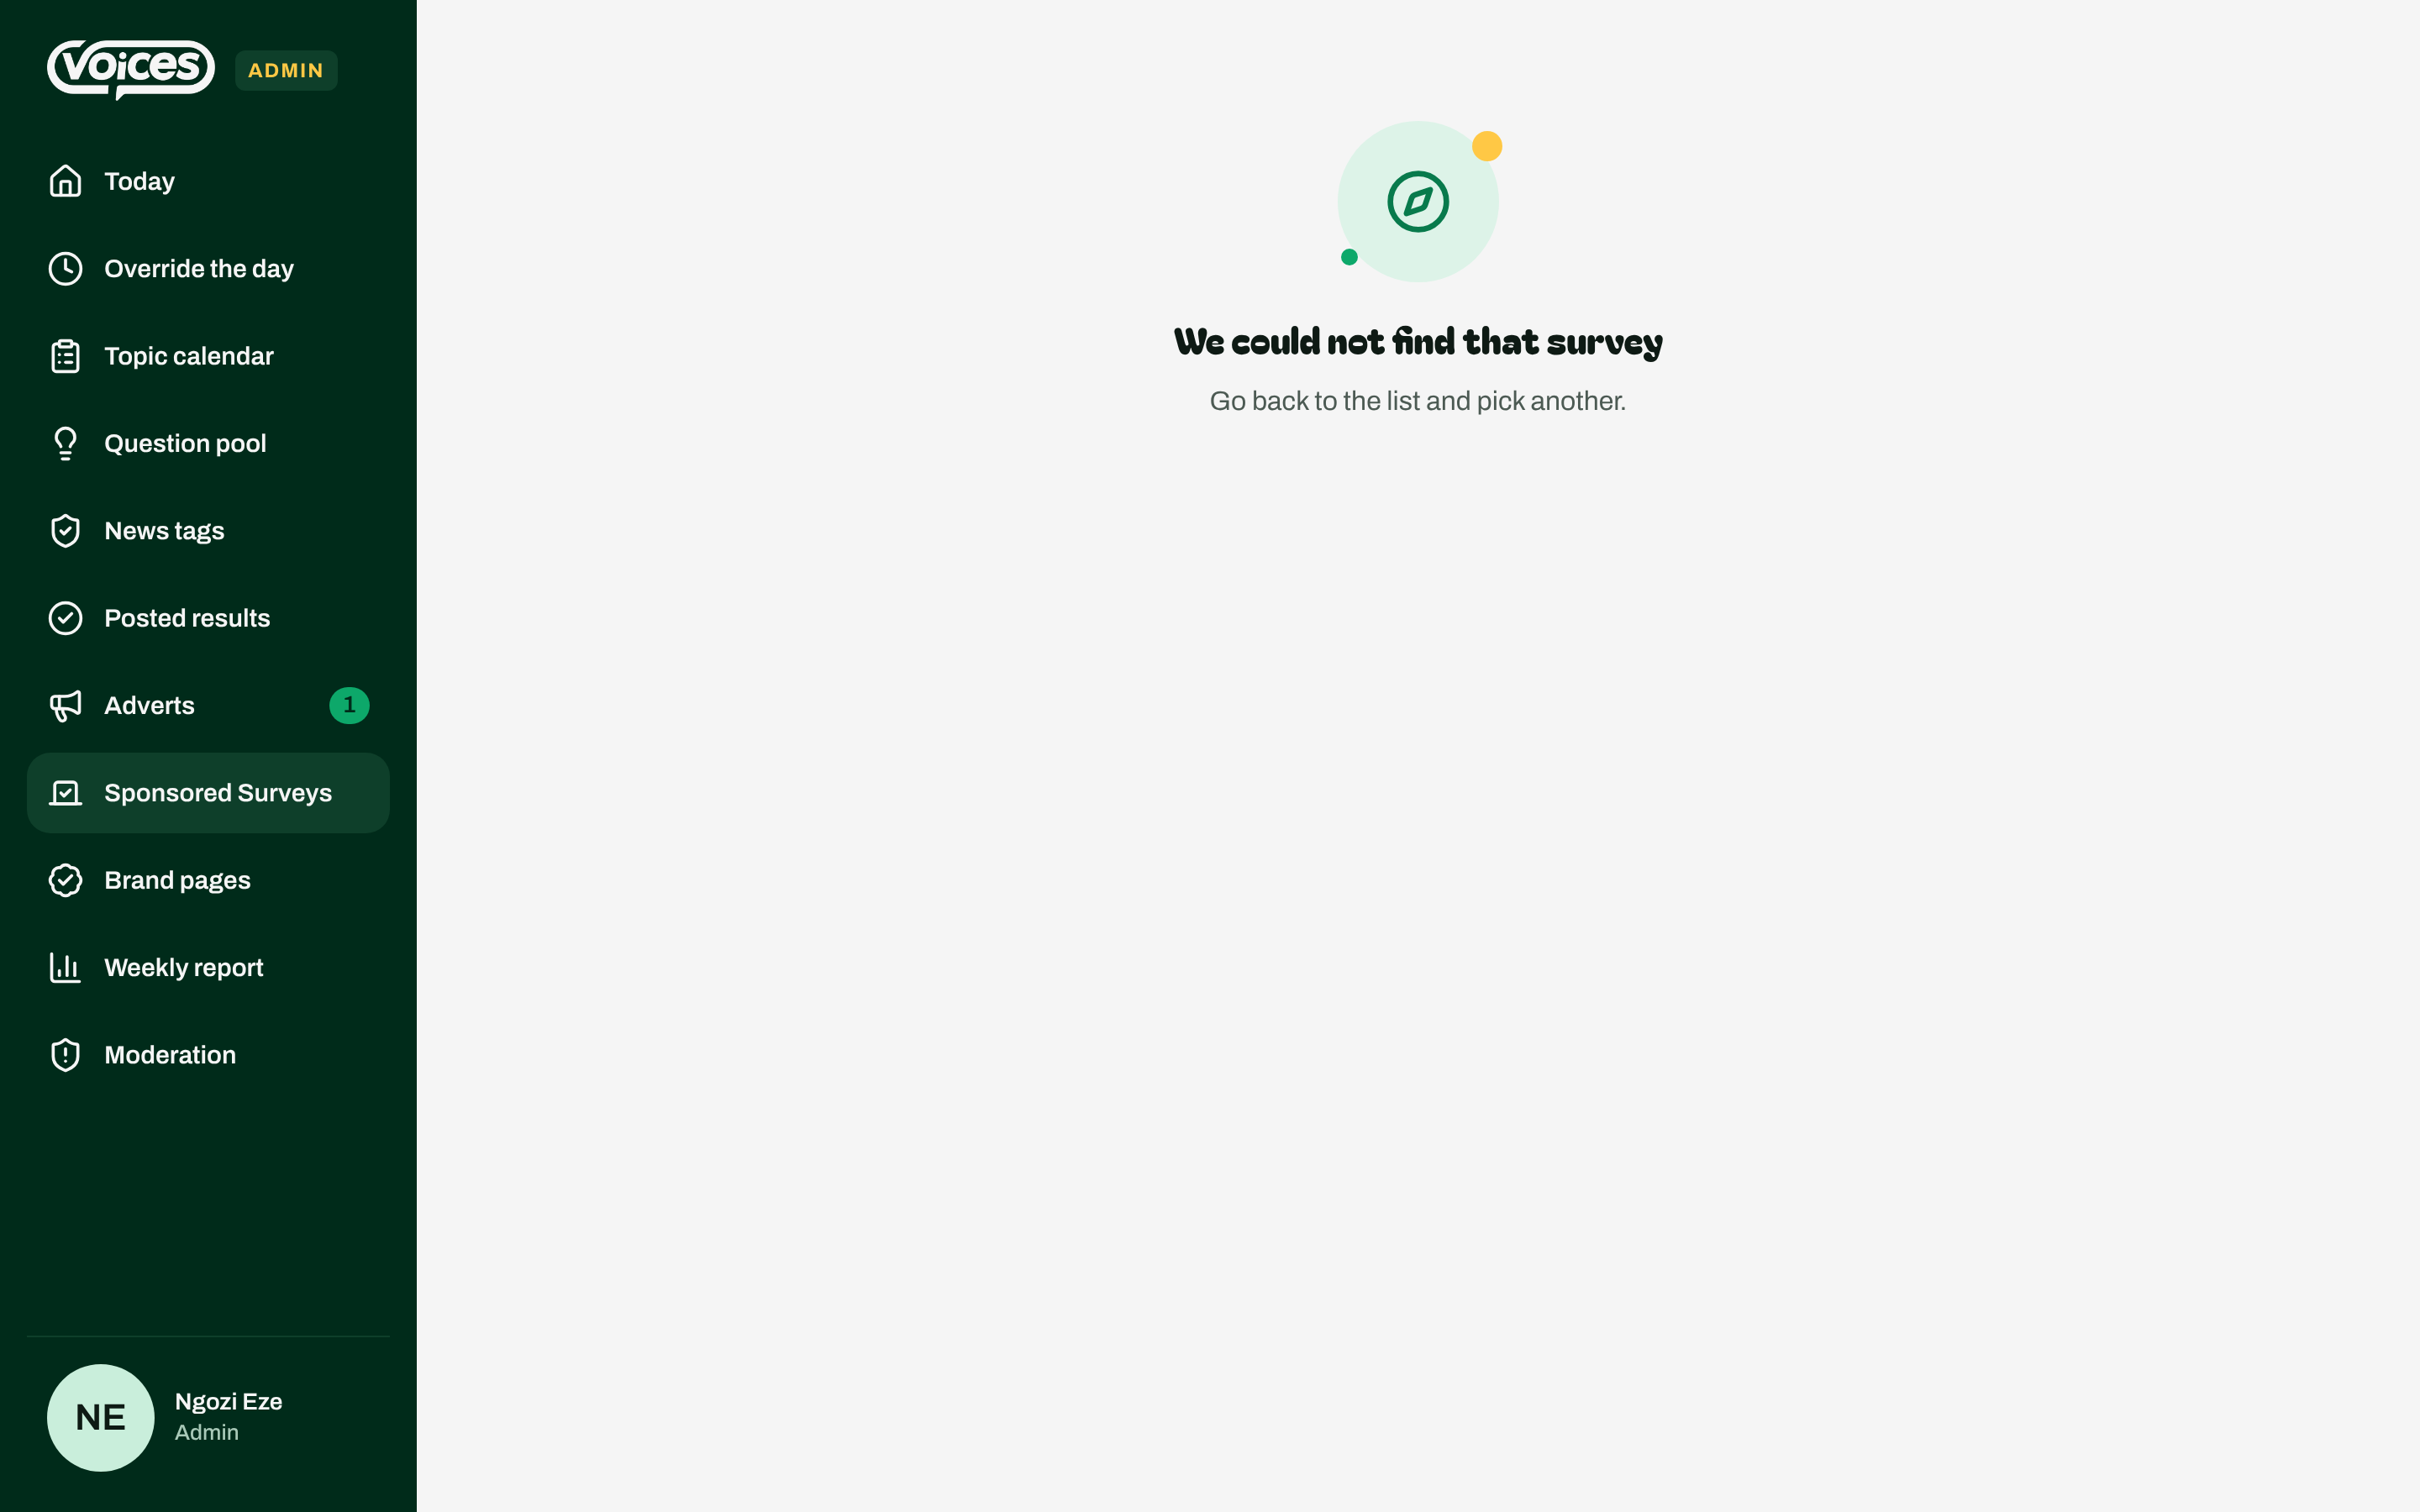 voices
ADMIN
Today
Override the day
Topic calendar
Question pool
News tags
Posted results
Adverts
1
Sponsored Surveys
Brand pages
Weekly report
Moderation
NE
Ngozi Eze
Admin
We could not find that survey
Go back to the list and pick another.